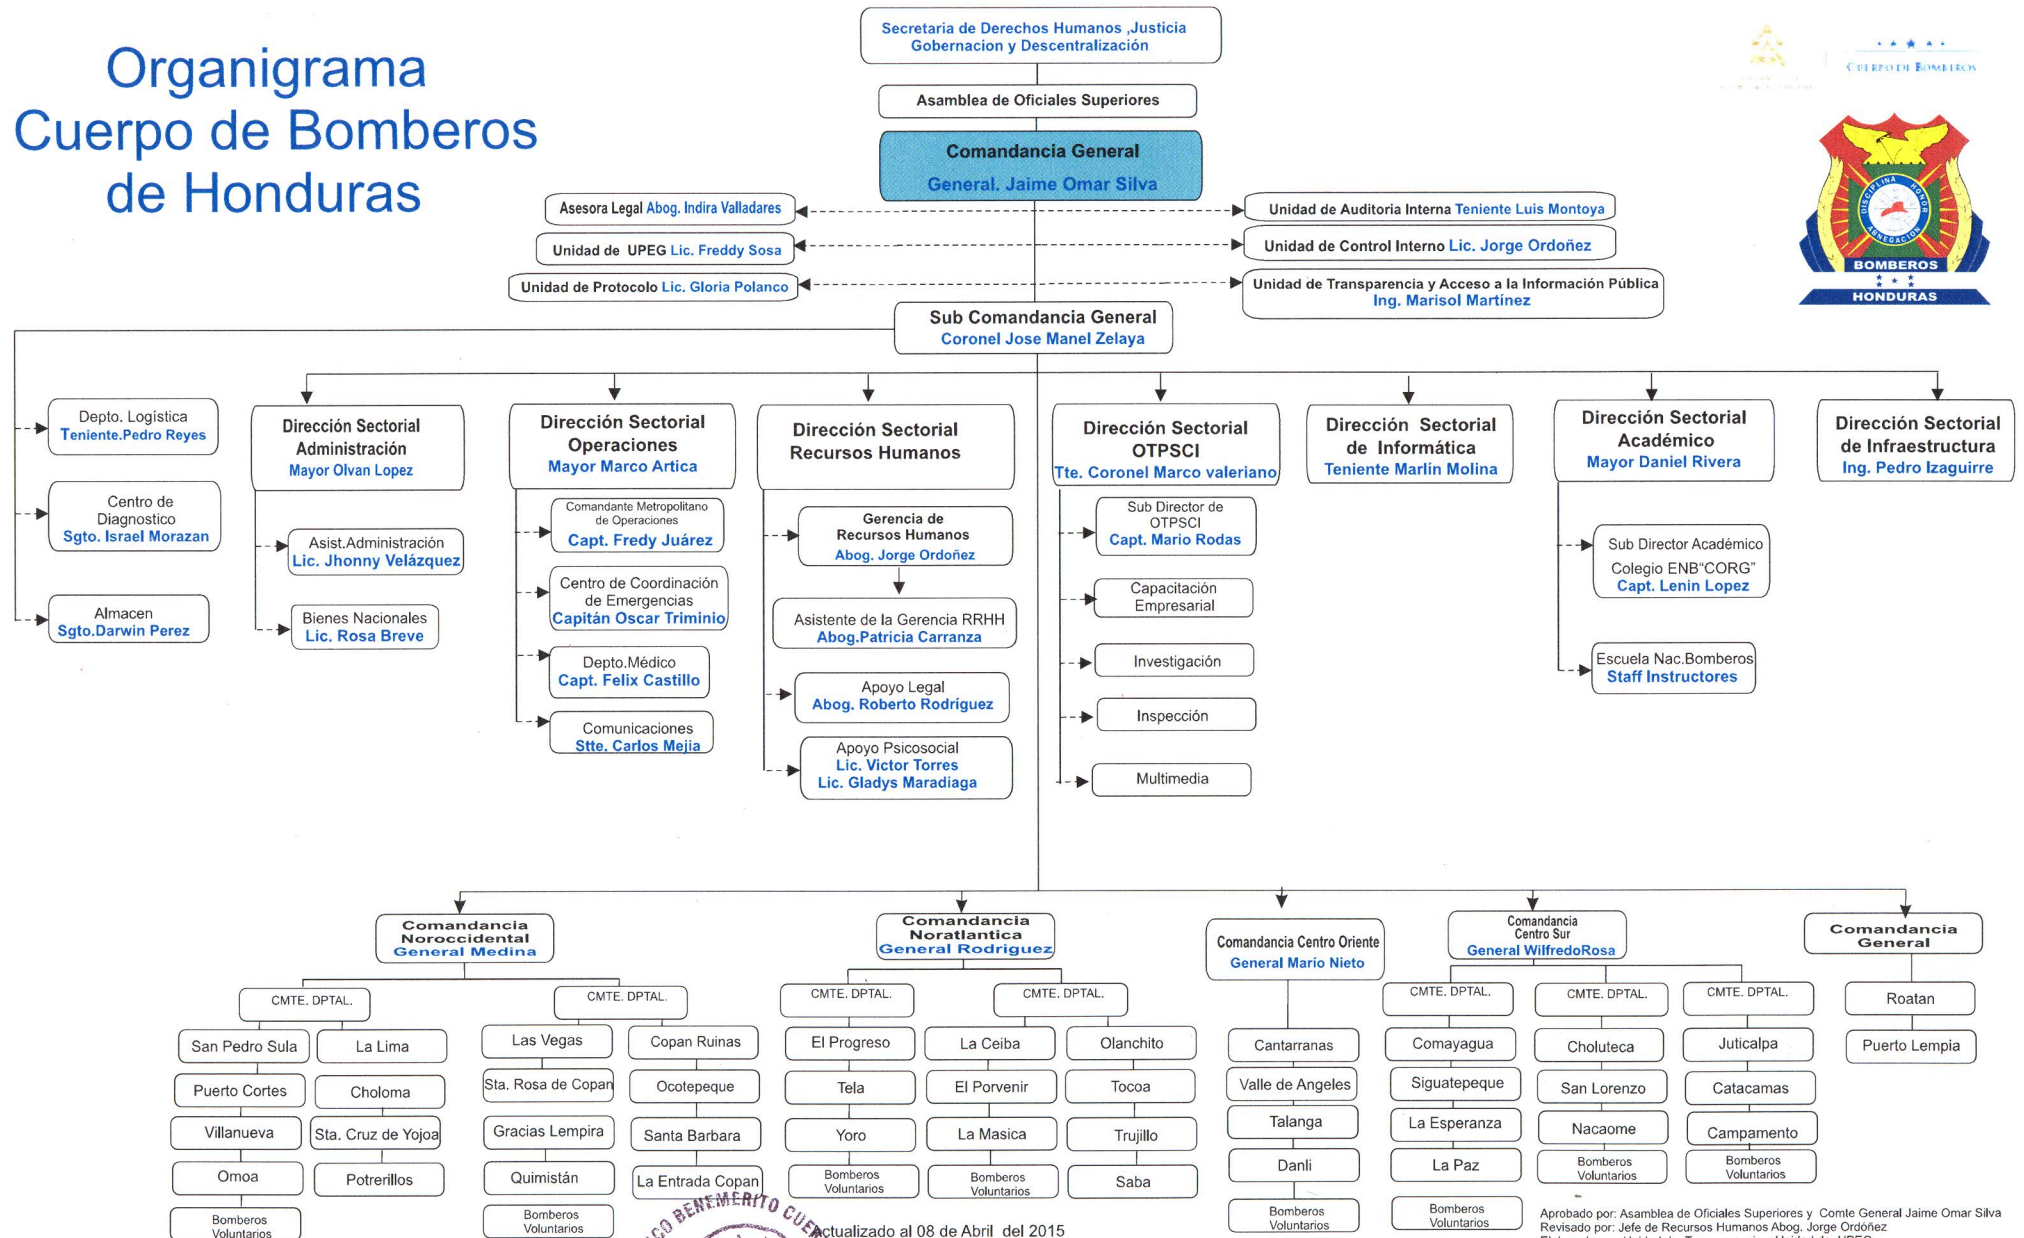 Organigrama
Cuerpo de Bomberos
de Honduras
Secretaria de Derechos Humanos ,Justicia
Gobernacion y Descentralización
Asamblea de Oficiales Superiores
Comandancia General
General. Jaime Omar Silva
CUERPO DE BOMBEROS
DISCIPLINA HONOR
ABNEGACION
BOMBEROS
HONDURAS
Asesora Legal Abog. Indira Valladares
Unidad de Auditoria Interna Teniente Luis Montoya
Unidad de UPEG Lic. Freddy Sosa
Unidad de Control Interno Lic. Jorge Ordoñez
Unidad de Protocolo Lic. Gloria Polanco
Unidad de Transparencia y Acceso a la Información Pública
Ing. Marisol Martínez
Sub Comandancia General
Coronel Jose Manel Zelaya
Depto. Logística
Teniente.Pedro Reyes
Centro de
Diagnostico
Sgto. Israel Morazan
Almacen
Sgto.Darwin Perez
Dirección Sectorial
Administración
Mayor Olvan Lopez
Asist.Administración
Lic. Jhonny Velázquez
Bienes Nacionales
Lic. Rosa Breve
Dirección Sectorial
Operaciones
Mayor Marco Artica
Comandante Metropolitano
de Operaciones
Capt. Fredy Juárez
Centro de Coordinación
de Emergencias
Capitán Oscar Triminio
Depto.Médico
Capt. Felix Castillo
Comunicaciones
Stte. Carlos Mejia
Dirección Sectorial
Recursos Humanos
Gerencia de
Recursos Humanos
Abog. Jorge Ordoñez
Asistente de la Gerencia RRHH
Abog.Patricia Carranza
Apoyo Legal
Abog. Roberto Rodríguez
Apoyo Psicosocial
Lic. Victor Torres
Lic. Gladys Maradiaga
Dirección Sectorial
OTPSCI
Tte. Coronel Marco valeriano
Sub Director de
OTPSCI
Capt. Mario Rodas
Capacitación
Empresarial
Investigación
Inspección
Multimedia
Dirección Sectorial
de Informática
Teniente Marlín Molina
Dirección Sectorial
Académico
Mayor Daniel Rivera
Sub Director Académico
Colegio ENB“CORG”
Capt. Lenin Lopez
Escuela Nac.Bomberos
Staff Instructores
Dirección Sectorial
de Infraestructura
Ing. Pedro Izaguirre
Comandancia
Noroccidental
General Medina
CMTE. DPTAL.
San Pedro Sula
Puerto Cortes
Villanueva
Omoa
Bomberos
Voluntarios
La Lima
Choloma
Sta. Cruz de Yojoa
Potrerillos
CMTE. DPTAL.
Las Vegas
Sta. Rosa de Copan
Gracias Lempira
Quimistán
Bomberos
Voluntarios
Copan Ruinas
Ocotepeque
Santa Barbara
La Entrada Copan
Comandancia
Noratlantica
General Rodriguez
CMTE. DPTAL.
El Progreso
Tela
Yoro
Bomberos
Voluntarios
CMTE. DPTAL.
La Ceiba
El Porvenir
La Masica
Bomberos
Voluntarios
Olanchito
Tocoa
Trujillo
Saba
Comandancia Centro Oriente
General Mario Nieto
Cantarranas
Valle de Angeles
Talanga
Danli
Bomberos
Voluntarios
Comandancia
Centro Sur
General WilfredoRosa
CMTE. DPTAL.
Comayagua
Siguatepeque
La Esperanza
La Paz
Bomberos
Voluntarios
CMTE. DPTAL.
Choluteca
San Lorenzo
Nacaome
Bomberos
Voluntarios
CMTE. DPTAL.
Juticalpa
Catacamas
Campamento
Bomberos
Voluntarios
Comandancia
General
Roatan
Puerto Lempia
BENEMERITO
Actualizado al 08 de Abril del 2015
Aprobado por: Asamblea de Oficiales Superiores y Comte General Jaime Omar Silva
Revisado por: Jefe de Recursos Humanos Abog. Jorge Ordóñez